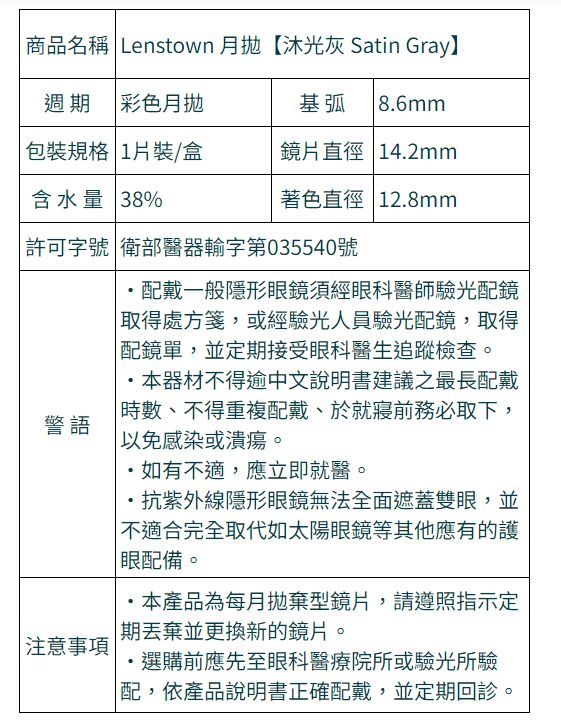 商品名稱 Lenstown 月拋【沐光灰 Satin Gray】
週 期 彩色月拋 基 弧 8.6mm
包裝規格 1片裝/盒 鏡片直徑 14.2mm
含 水 量 38% 著色直徑 12.8mm
許可字號 衛部醫器輸字第035540號
警 語
・配戴一般隱形眼鏡須經眼科醫師驗光配鏡
取得處方箋，或經驗光人員驗光配鏡，取得
配鏡單，並定期接受眼科醫生追蹤檢查。
・本器材不得逾中文說明書建議之最長配戴
時數、不得重複配戴、於就寢前務必取下，
以免感染或潰瘍。
・如有不適，應立即就醫。
・抗紫外線隱形眼鏡無法全面遮蓋雙眼，並
不適合完全取代如太陽眼鏡等其他應有的護
眼配備。
注意事項
・本產品為每月拋棄型鏡片，請遵照指示定
期丟棄並更換新的鏡片。
・選購前應先至眼科醫療院所或驗光所驗
配，依產品說明書正確配戴，並定期回診。